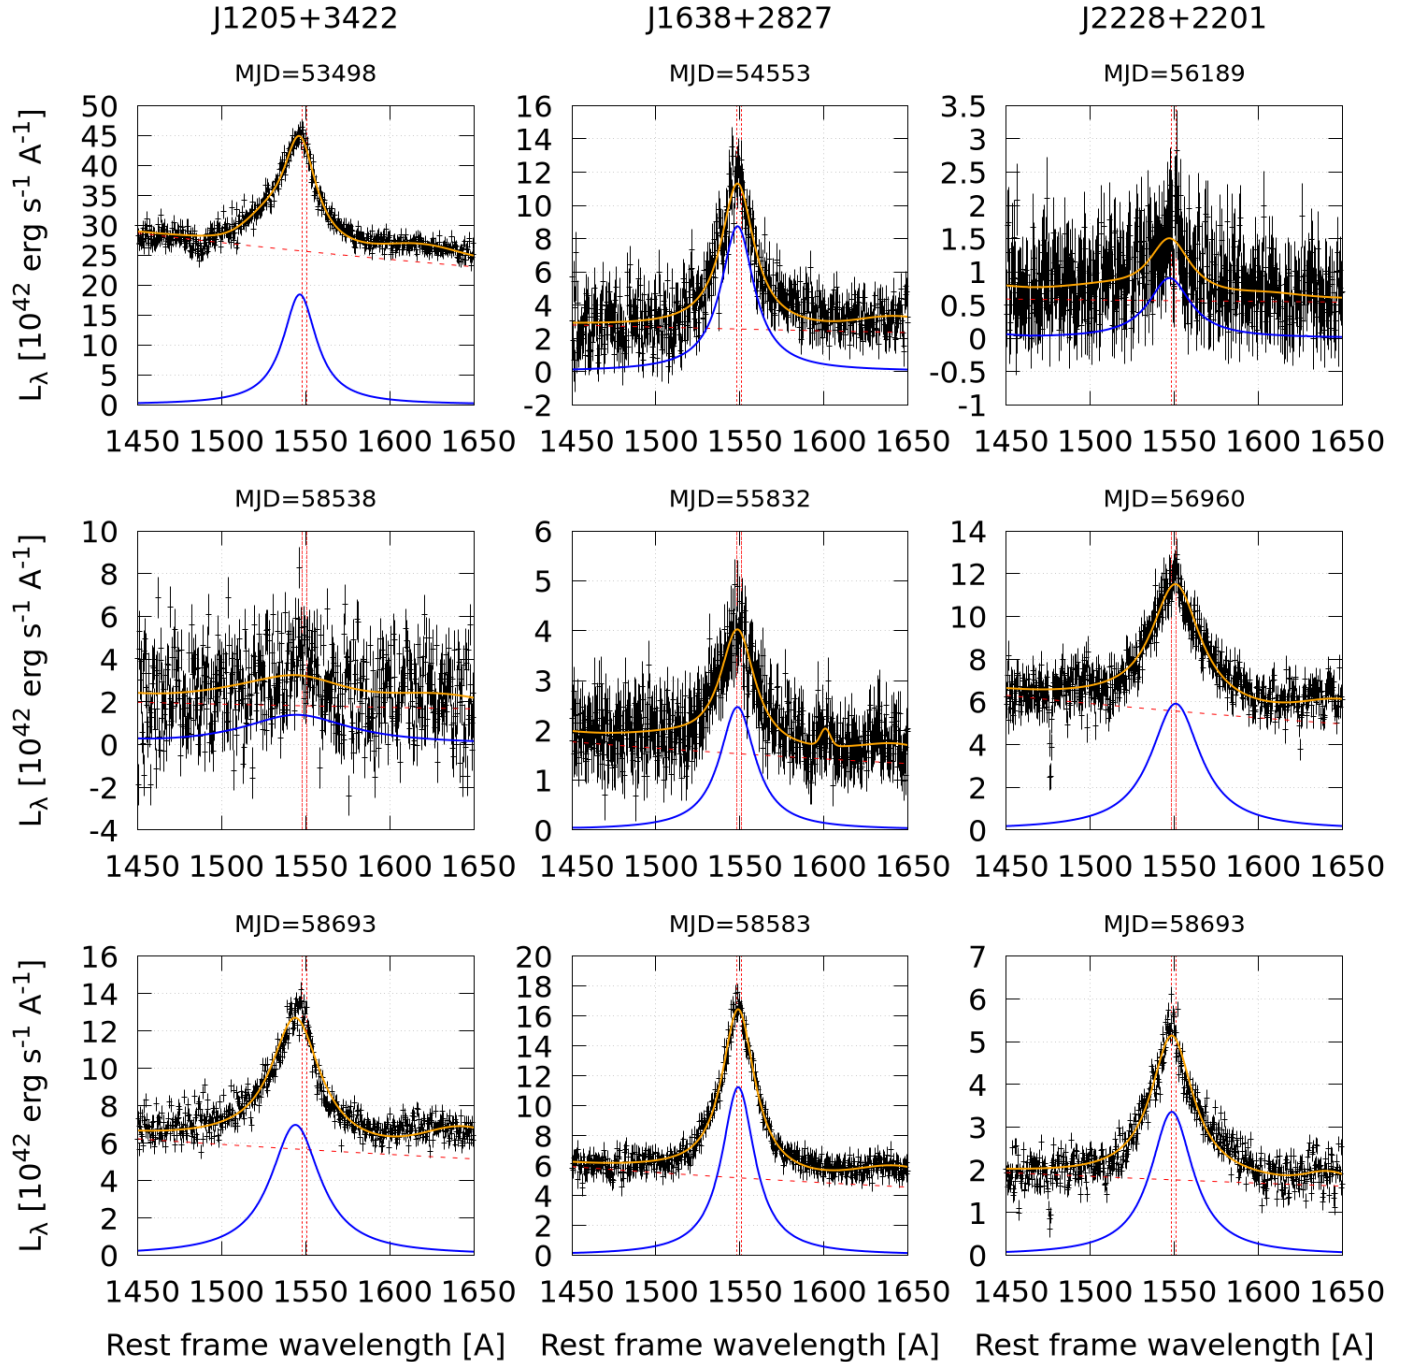 J1205+3422 J1638+2827 J2228+2201
MJD=53498 MJD=54553 MJD=56189
L_λ [10^42 erg s^-1 A^-1]
50 45 40 35 30 25 20 15 10 5 0
16 14 12 10 8 6 4 2 0 -2
3.5 3 2.5 2 1.5 1 0.5 0 -0.5 -1
1450 1500 1550 1600 1650 1450 1500 1550 1600 1650 1450 1500 1550 1600 1650
MJD=58538 MJD=55832 MJD=56960
L_λ [10^42 erg s^-1 A^-1]
10 8 6 4 2 0 -2 -4
6 5 4 3 2 1 0
14 12 10 8 6 4 2 0
1450 1500 1550 1600 1650 1450 1500 1550 1600 1650 1450 1500 1550 1600 1650
MJD=58693 MJD=58583 MJD=58693
L_λ [10^42 erg s^-1 A^-1]
16 14 12 10 8 6 4 2 0
20 18 16 14 12 10 8 6 4 2 0
7 6 5 4 3 2 1 0
1450 1500 1550 1600 1650 1450 1500 1550 1600 1650 1450 1500 1550 1600 1650
Rest frame wavelength [A] Rest frame wavelength [A] Rest frame wavelength [A]